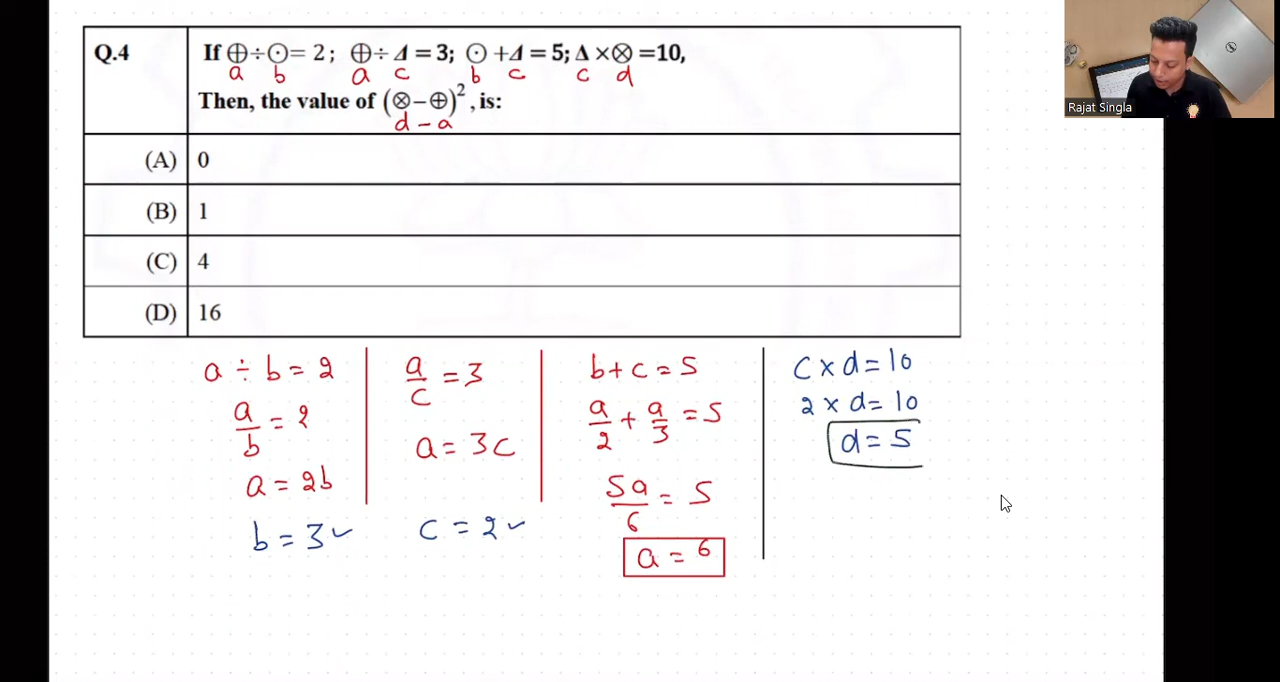 Q.4 If ⊕÷⊙= 2 ; ⊕÷ Δ = 3; ⊙ +Δ = 5; Δ ×⊗ =10,
a b a c b c c d
Then, the value of (⊗−⊕)², is:
d - a
(A) 0
(B) 1
(C) 4
(D) 16
Rajat Singla
a ÷ b = 2
a/b = 2
a = 2b
b = 3 ✓
a/c = 3
a = 3c
c = 2 ✓
b + c = 5
a/2 + a/3 = 5
5a/6 = 5
a = 6
c x d = 10
2 x d = 10
d = 5